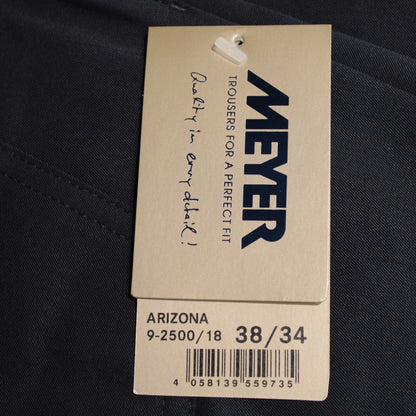 MEYER
TROUSERS FOR A PERFECT FIT
Quality in every detail!
ARIZONA
9-2500/18 38/34
4 058139 559735